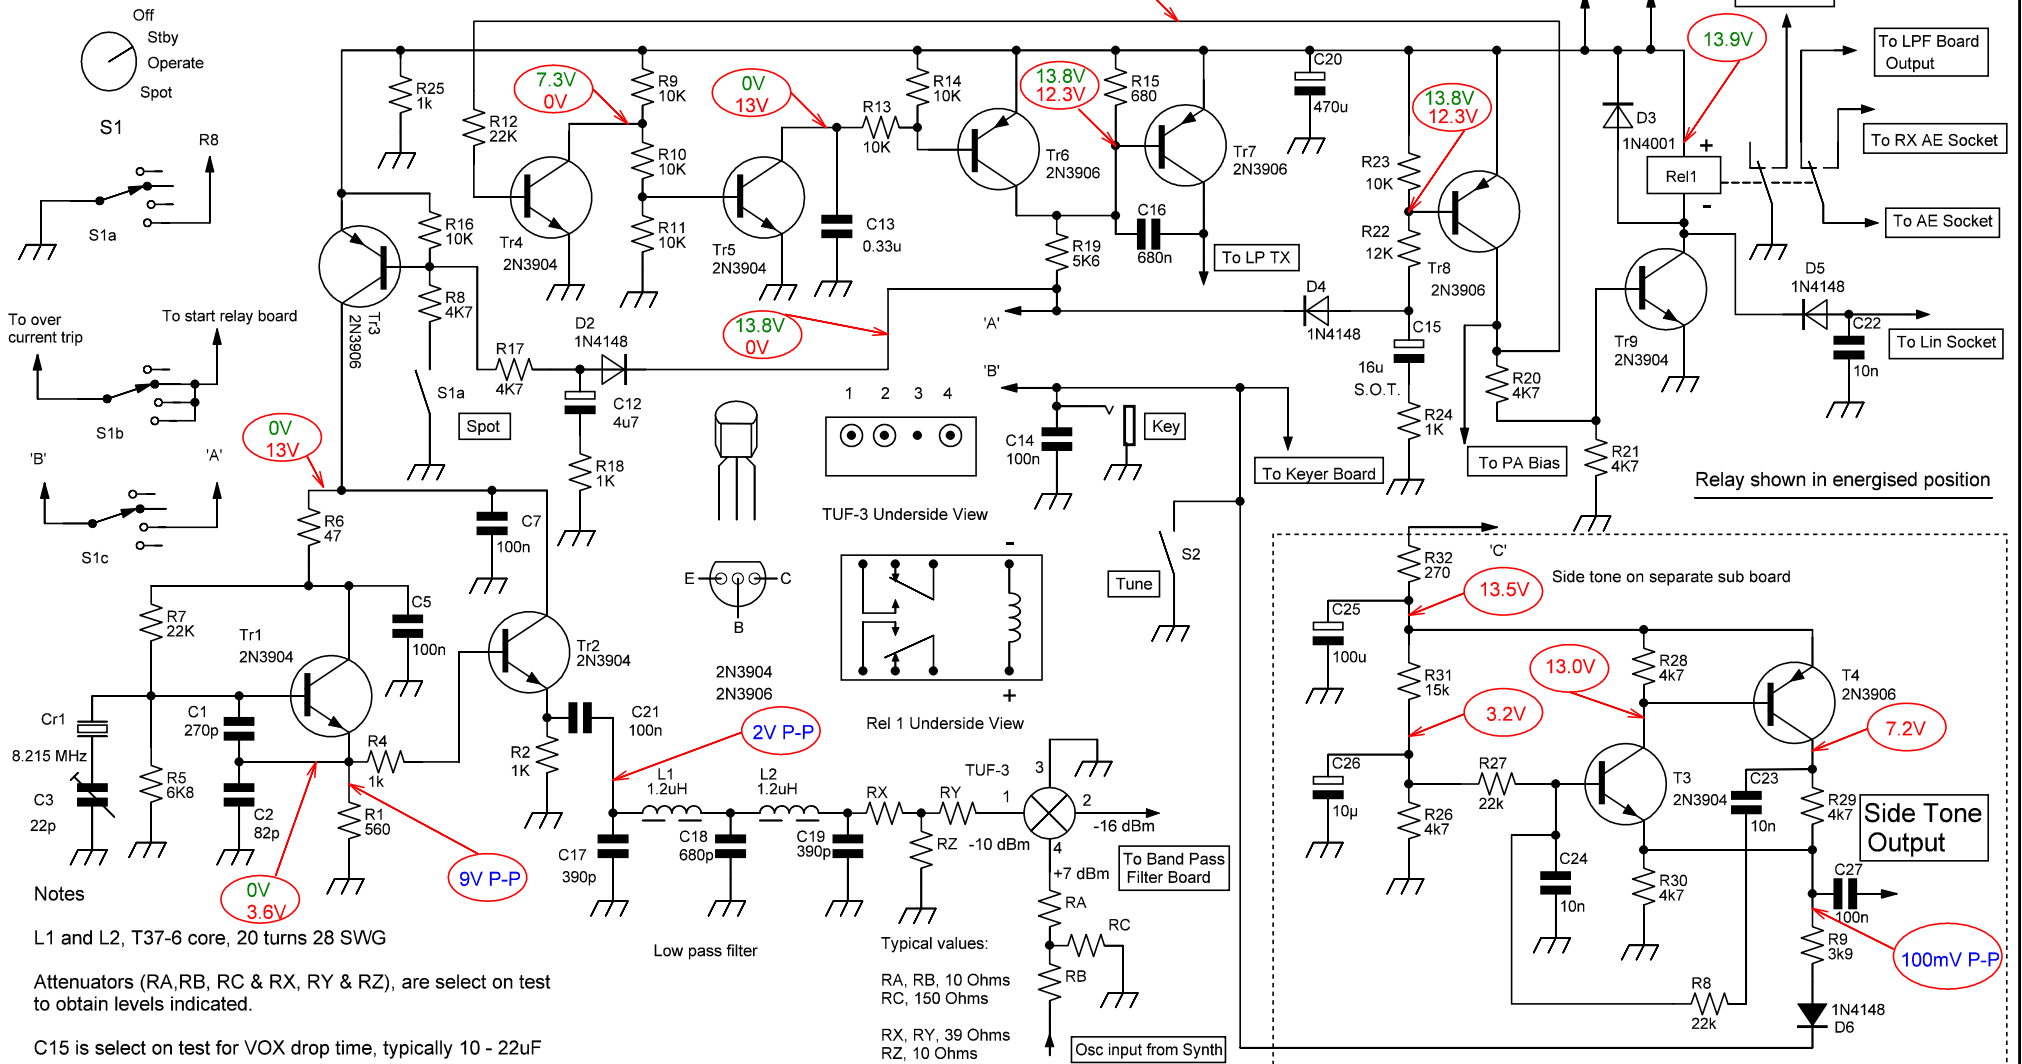 Off
Stby
Operate
Spot
S1
R8
S1a
To over
current trip
To start relay board
S1b
'B'
'A'
S1c
R25
1k
R12
22K
7.3V
0V
R9
10K
0V
13V
R13
10K
R14
10K
13.8V
12.3V
R15
680
C20
470u
13.8V
12.3V
13.9V
To LPF Board
Output
D3
1N4001
To RX AE Socket
+
Rel1
-
To AE Socket
R10
10K
R11
10K
Tr4
2N3904
Tr5
2N3904
C13
0.33u
Tr6
2N3906
Tr7
2N3906
R23
10K
R22
12K
Tr8
2N3906
R16
10K
R8
4K7
Tr3
2N3906
R19
5K6
C16
680n
To LP TX
D4
1N4148
'A'
D5
1N4148
C22
10n
To Lin Socket
Tr9
2N3904
13.8V
0V
D2
1N4148
R17
4K7
C12
4u7
R18
1K
S1a
Spot
1 2 3 4
TUF-3 Underside View
'B'
C14
100n
Key
To Keyer Board
C15
16u
S.O.T.
R24
1K
R20
4K7
To PA Bias
R21
4K7
Relay shown in energised position
0V
13V
R6
47
C7
100n
R7
22K
C5
100n
Tr1
2N3904
Tr2
2N3904
E
C
B
2N3904
2N3906
-
+
Rel 1 Underside View
S2
Tune
R32
270
'C'
Side tone on separate sub board
13.5V
C25
100u
R31
15k
3.2V
13.0V
R28
4k7
T4
2N3906
7.2V
Cr1
8.215 MHz
C3
22p
C1
270p
R4
1k
R5
6K8
C2
82p
R1
560
R2
1K
C21
100n
2V P-P
L1
1.2uH
L2
1.2uH
TUF-3
3
1
2
4
RX
RY
RZ
-10 dBm
-16 dBm
+7 dBm
To Band Pass
Filter Board
C17
390p
C18
680p
C19
390p
9V P-P
0V
3.6V
C26
10µ
R26
4k7
R27
22k
T3
2N3904
C23
10n
R29
4k7
Side Tone
Output
C24
10n
R30
4k7
C27
100n
R9
3k9
100mV P-P
R8
22k
1N4148
D6
RA
RC
RB
Osc input from Synth
Low pass filter
Typical values:
RA, RB, 10 Ohms
RC, 150 Ohms
RX, RY, 39 Ohms
RZ, 10 Ohms
Notes
L1 and L2, T37-6 core, 20 turns 28 SWG
Attenuators (RA,RB, RC & RX, RY & RZ), are select on test
to obtain levels indicated.
C15 is select on test for VOX drop time, typically 10 - 22uF